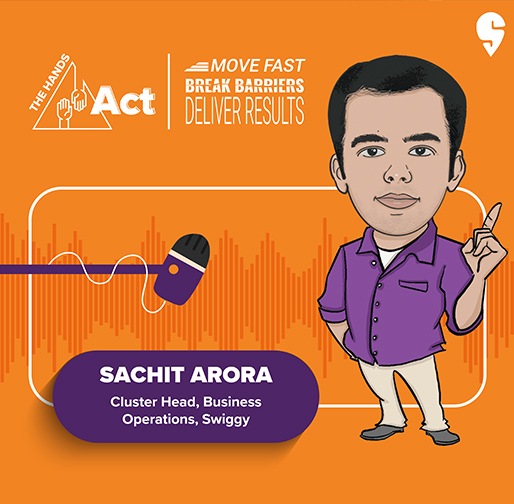 THE HANDS
Act
MOVE FAST
BREAK BARRIERS
DELIVER RESULTS
SACHIT ARORA
Cluster Head, Business
Operations, Swiggy